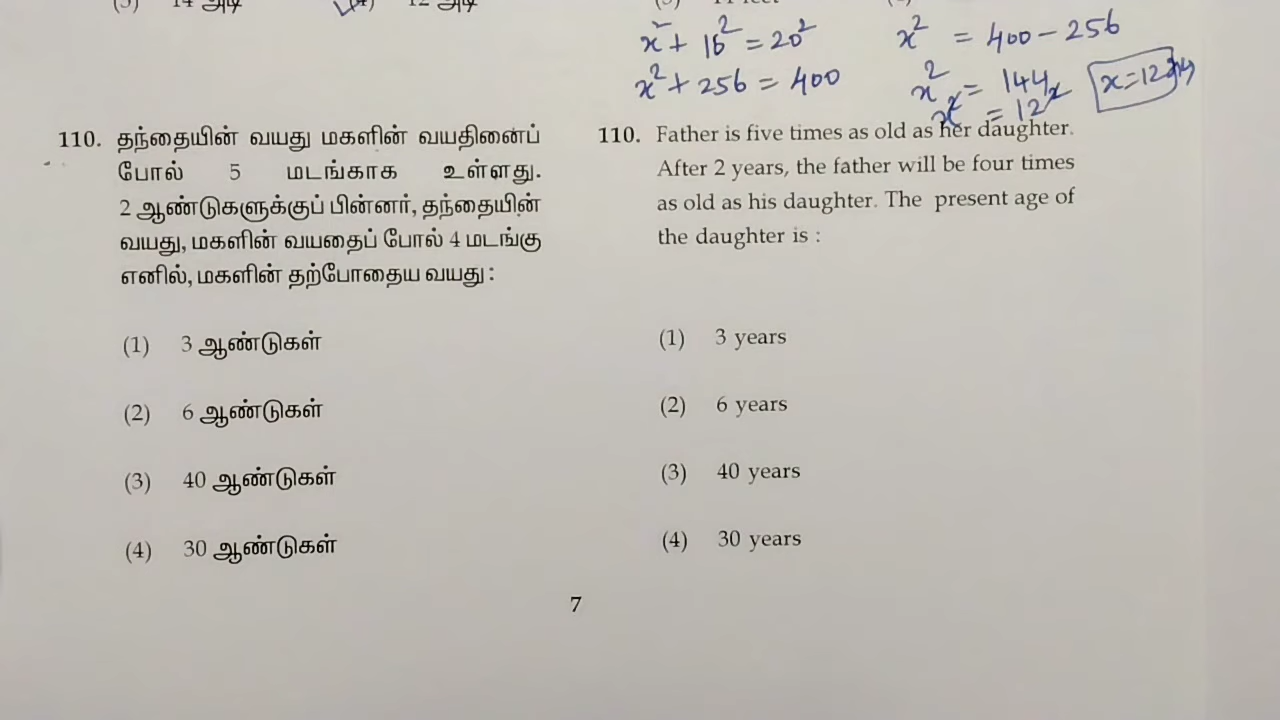 14 அடி
12 அடி
x² + 16² = 20²
x² + 256 = 400
x² = 400 − 256
x² = 144
x = 12
x = 12
110. தந்தையின் வயது மகளின் வயதினைப்
போல் 5 மடங்காக உள்ளது.
2 ஆண்டுகளுக்குப் பின்னர், தந்தையின்
வயது, மகளின் வயதைப் போல் 4 மடங்கு
எனில், மகளின் தற்போதைய வயது :
(1) 3 ஆண்டுகள்
(2) 6 ஆண்டுகள்
(3) 40 ஆண்டுகள்
(4) 30 ஆண்டுகள்
110. Father is five times as old as her daughter.
After 2 years, the father will be four times
as old as his daughter. The present age of
the daughter is :
(1) 3 years
(2) 6 years
(3) 40 years
(4) 30 years
7